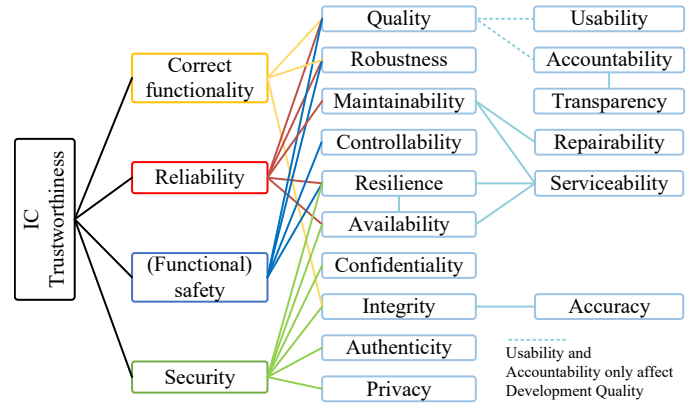 IC
Trustworthiness
Correct
functionality
Reliability
(Functional)
safety
Security
Quality
Robustness
Maintainability
Controllability
Resilience
Availability
Confidentiality
Integrity
Authenticity
Privacy
Usability
Accountability
Transparency
Repairability
Serviceability
Accuracy
Usability and
Accountability only affect
Development Quality